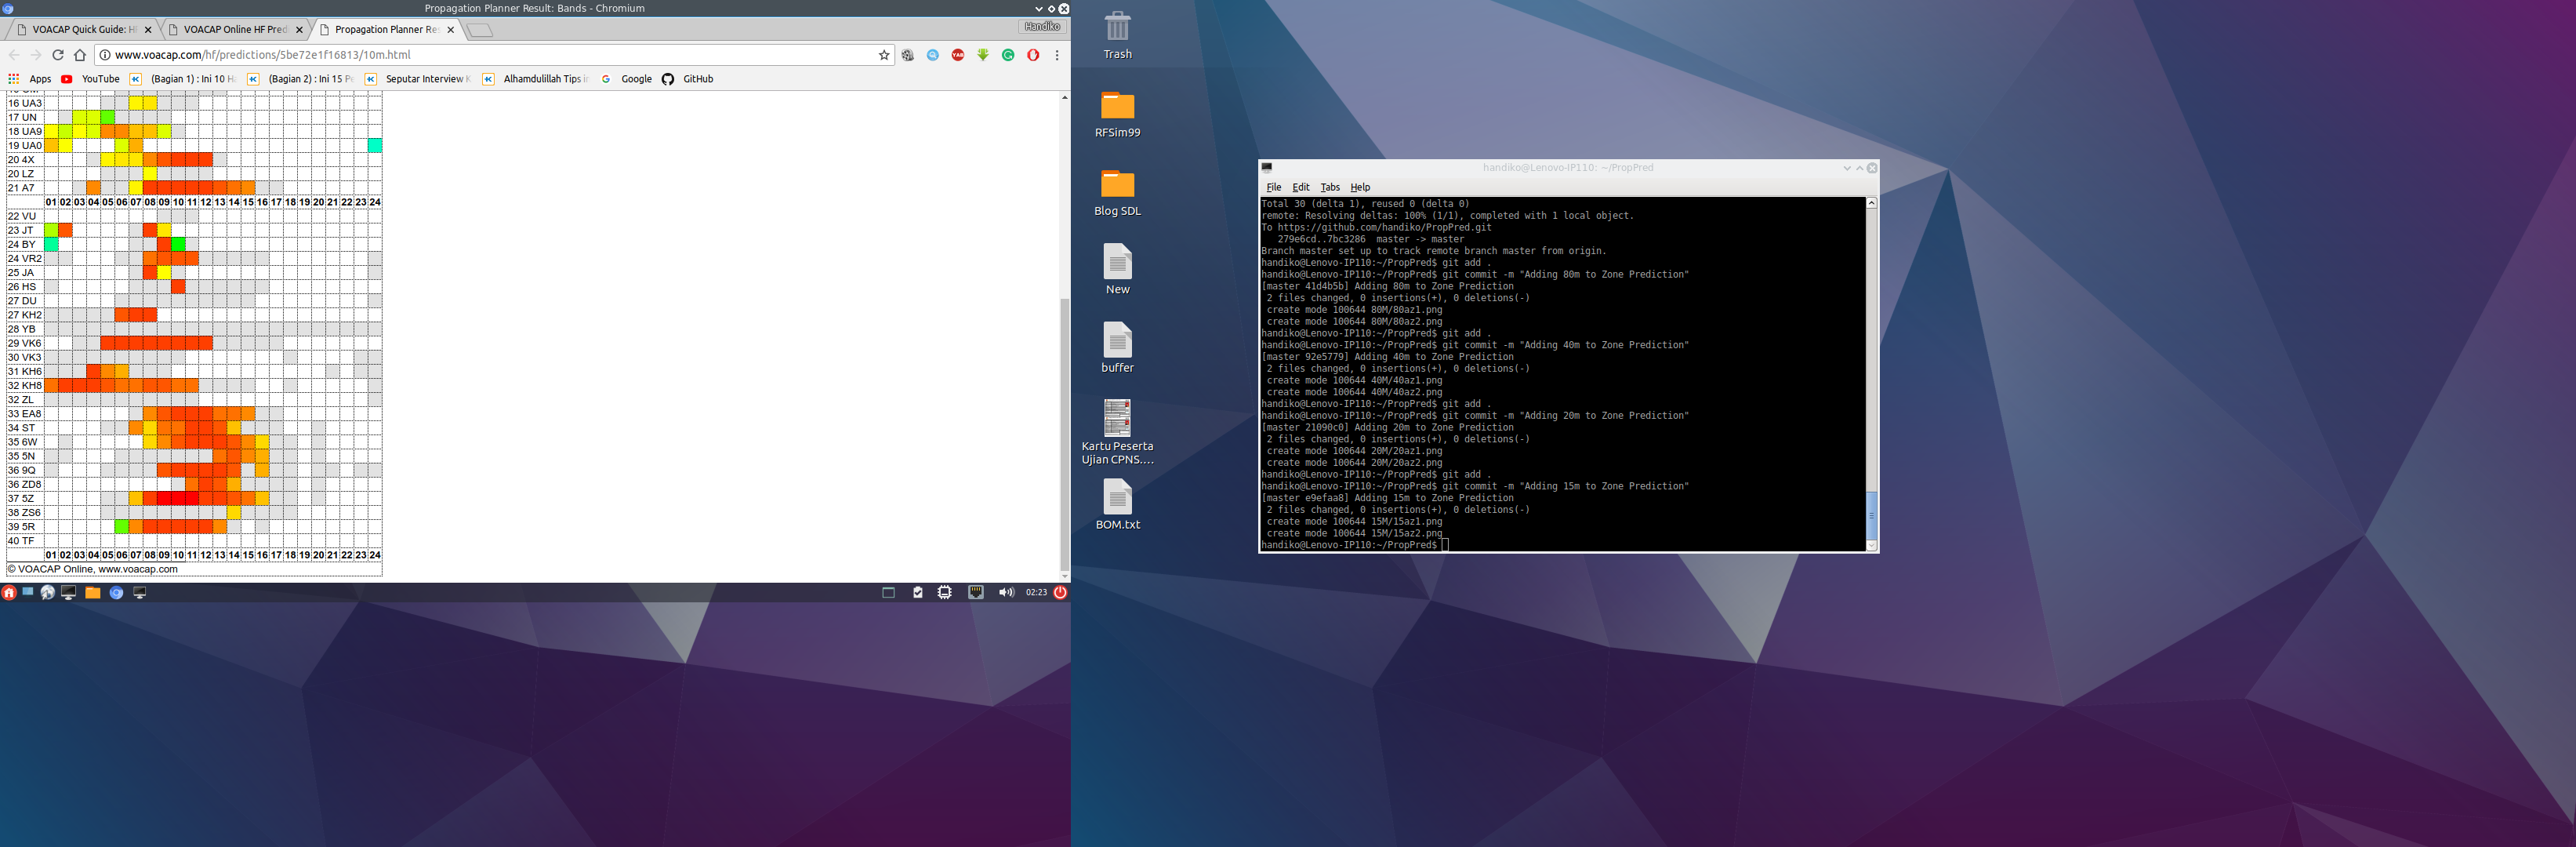 Propagation Planner Result: Bands - Chromium
VOACAP Quick Guide: H
VOACAP Online HF Pred
Propagation Planner Re
Handiko
www.voacap.com/hf/predictions/5be72e1f16813/10m.html
Apps
YouTube
(Bagian 1) : Ini 10 H
(Bagian 2) : Ini 15 P
Seputar Interview K
Alhamdulillah Tips i
Google
GitHub
16 UA3
17 UN
18 UA9
19 UA0
20 4X
20 LZ
21 A7
01 02 03 04 05 06 07 08 09 10 11 12 13 14 15 16 17 18 19 20 21 22 23 24
22 VU
23 JT
24 BY
24 VR2
25 JA
26 HS
27 DU
27 KH2
28 YB
29 VK6
30 VK3
31 KH6
32 KH8
32 ZL
33 EA8
34 ST
35 6W
35 5N
36 9Q
36 ZD8
37 5Z
38 ZS6
39 5R
40 TF
01 02 03 04 05 06 07 08 09 10 11 12 13 14 15 16 17 18 19 20 21 22 23 24
© VOACAP Online, www.voacap.com
02:23
Trash
RFSim99
Blog SDL
New
buffer
Kartu Peserta
Ujian CPNS....
BOM.txt
handiko@Lenovo-IP110: ~/PropPred
File Edit Tabs Help
Total 30 (delta 1), reused 0 (delta 0)
remote: Resolving deltas: 100% (1/1), completed with 1 local object.
To https://github.com/handiko/PropPred.git
279e6cd..7bc3286  master -> master
Branch master set up to track remote branch master from origin.
handiko@Lenovo-IP110:~/PropPred$ git add .
handiko@Lenovo-IP110:~/PropPred$ git commit -m "Adding 80m to Zone Prediction"
[master 41d4b5b] Adding 80m to Zone Prediction
2 files changed, 0 insertions(+), 0 deletions(-)
create mode 100644 80M/80az1.png
create mode 100644 80M/80az2.png
handiko@Lenovo-IP110:~/PropPred$ git add .
handiko@Lenovo-IP110:~/PropPred$ git commit -m "Adding 40m to Zone Prediction"
[master 92e5779] Adding 40m to Zone Prediction
2 files changed, 0 insertions(+), 0 deletions(-)
create mode 100644 40M/40az1.png
create mode 100644 40M/40az2.png
handiko@Lenovo-IP110:~/PropPred$ git add .
handiko@Lenovo-IP110:~/PropPred$ git commit -m "Adding 20m to Zone Prediction"
[master 21090c0] Adding 20m to Zone Prediction
2 files changed, 0 insertions(+), 0 deletions(-)
create mode 100644 20M/20az1.png
create mode 100644 20M/20az2.png
handiko@Lenovo-IP110:~/PropPred$ git add .
handiko@Lenovo-IP110:~/PropPred$ git commit -m "Adding 15m to Zone Prediction"
[master e9efaa8] Adding 15m to Zone Prediction
2 files changed, 0 insertions(+), 0 deletions(-)
create mode 100644 15M/15az1.png
create mode 100644 15M/15az2.png
handiko@Lenovo-IP110:~/PropPred$